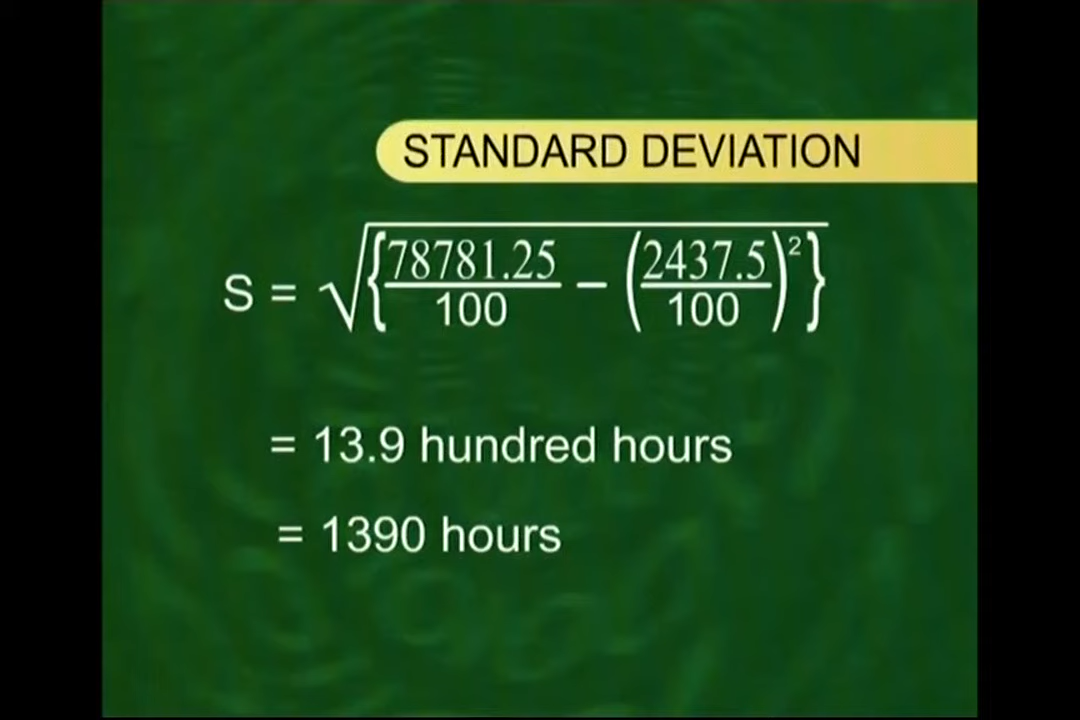 STANDARD DEVIATION
S = √{78781.25/100 − (2437.5/100)²}
= 13.9 hundred hours
= 1390 hours